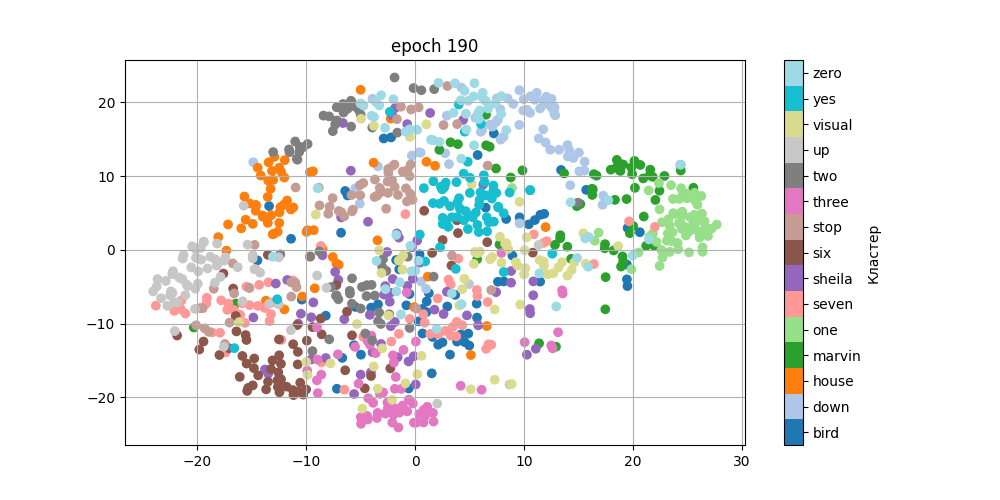 epoch 190
20
10
0
−10
−20
−20
−10
0
10
20
30
zero
yes
visual
up
two
three
stop
six
sheila
seven
one
marvin
house
down
bird
Кластер